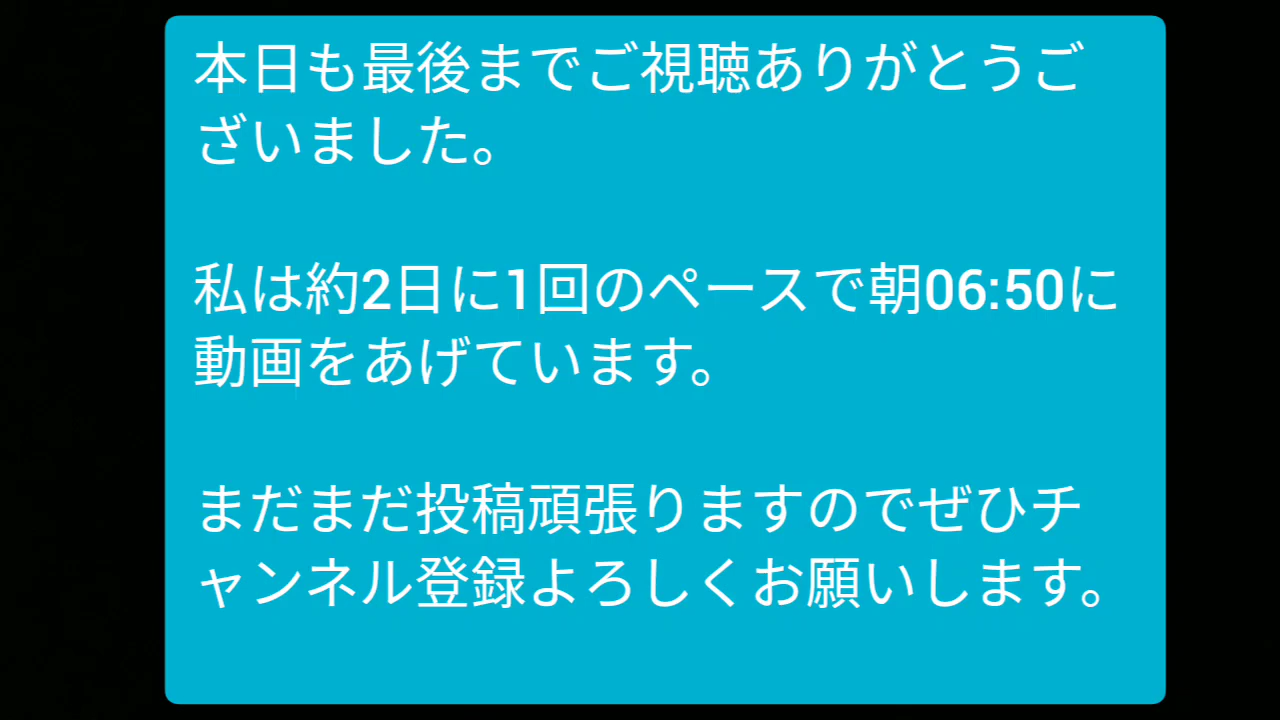 本日も最後までご視聴ありがとうご
ざいました。
私は約2日に1回のペースで朝06:50に
動画をあげています。
まだまだ投稿頑張りますのでぜひチ
ャンネル登録よろしくお願いします。